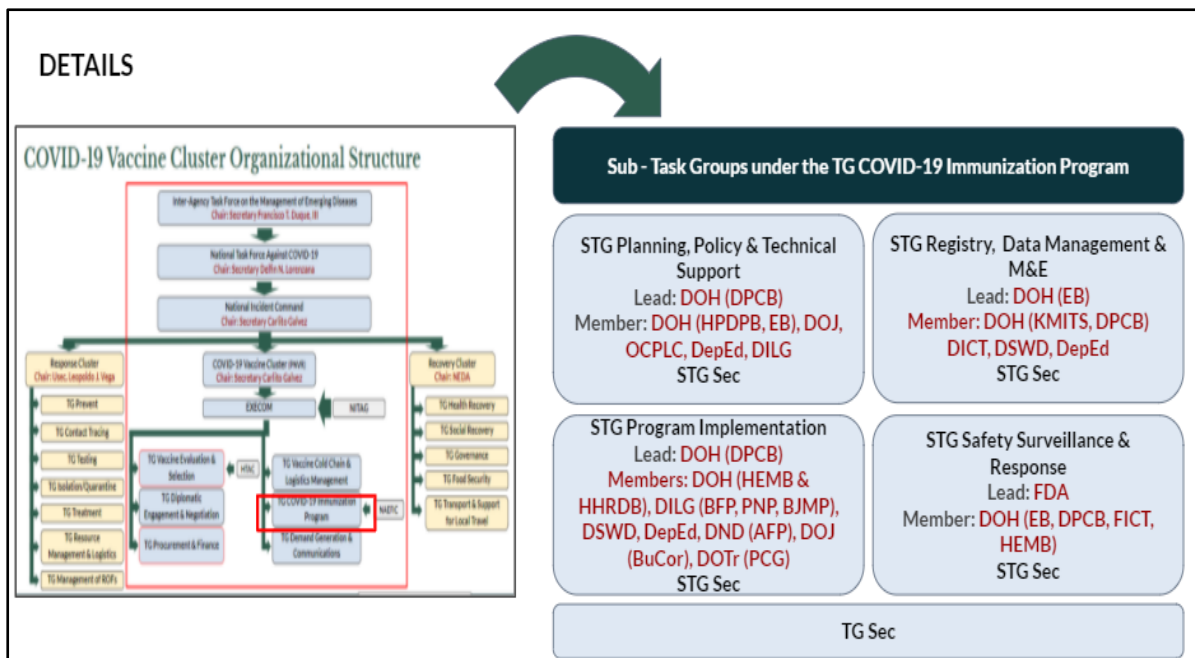 DETAILS
COVID-19 Vaccine Cluster Organizational Structure
Inter-Agency Task Force on the Management of Emerging Diseases
Chair: Secretary Francisco T. Duque, III
National Task Force Against COVID-19
Chair: Secretary Delfin N. Lorenzana
National Incident Command
Chair: Secretary Carlito Galvez
Response Cluster
Chair: Usec. Leopoldo J. Vega
TG Prevent
TG Contact Tracing
TG Testing
TG Isolation/Quarantine
TG Treatment
TG Resource
Management & Logistics
TG Management of ROFs
COVID-19 Vaccine Cluster
Chair: Secretary Carlito Galvez
EXECOM
NITAG
TG Vaccine Evaluation &
Selection
HTAC
TG Diplomatic
Engagement & Negotiation
TG Procurement & Finance
TG Vaccine Cold Chain &
Logistics Management
TG COVID-19 Immunization
Program
TG Demand Generation &
Communications
Recovery Cluster
Chair: NEDA
TG Health Recovery
TG Social Recovery
TG Governance
TG Food Security
TG Transport & Support
for Local Travel
Sub - Task Groups under the TG COVID-19 Immunization Program
STG Planning, Policy & Technical
Support
Lead: DOH (DPCB)
Member: DOH (HPDPB, EB), DOJ,
OCPLC, DepEd, DILG
STG Sec
STG Registry, Data Management &
M&E
Lead: DOH (EB)
Member: DOH (KMITS, DPCB)
DICT, DSWD, DepEd
STG Sec
STG Program Implementation
Lead: DOH (DPCB)
Members: DOH (HEMB &
HHRDB), DILG (BFP, PNP, BJMP),
DSWD, DepEd, DND (AFP), DOJ
(BuCor), DOTr (PCG)
STG Sec
STG Safety Surveillance &
Response
Lead: FDA
Member: DOH (EB, DPCB, FICT,
HEMB)
STG Sec
TG Sec